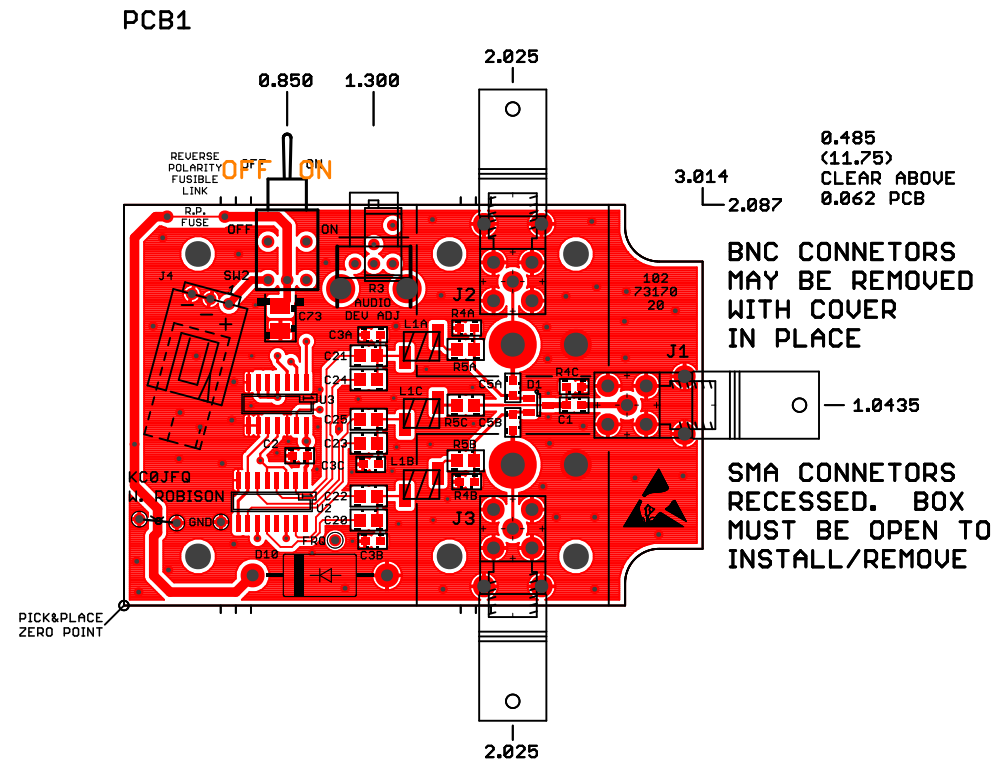 PCB1
2.025
0.850
1.300
0.485
(11.75)
CLEAR ABOVE
0.062 PCB
REVERSE
POLARITY
FUSIBLE
LINK
OFF ON
OFF ON
3.014
2.087
R.P.
FUSE
OFF
ON
BNC CONNETORS
MAY BE REMOVED
WITH COVER
IN PLACE
J4
SW2
R3
AUDIO
DEV ADJ
J2
102
73170
20
C73
L1A
R4A
C3A
C21
R5A
J1
C24
C5A
D1
R4C
U3
L1C
C25
R5C
C5B
C1
1.0435
C2
C23
R5B
C3C
L1B
KC0JFQ
W. ROBISON
C22
R4B
U2
SMA CONNETORS
RECESSED. BOX
MUST BE OPEN TO
INSTALL/REMOVE
GND
C20
J3
FRQ
D10
C3B
PICK&PLACE
ZERO POINT
2.025